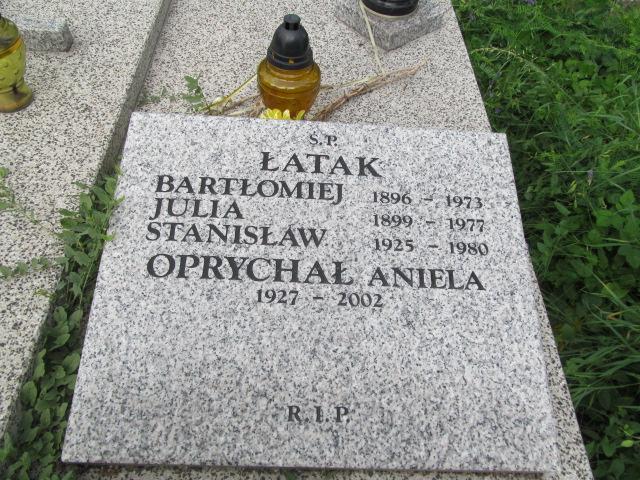 Ś.P.
ŁATAK
BARTŁOMIEJ 1896 – 1973
JULIA 1899 – 1977
STANISŁAW 1925 – 1980
OPRYCHAŁ ANIELA
1927 – 2002
R.I.P.